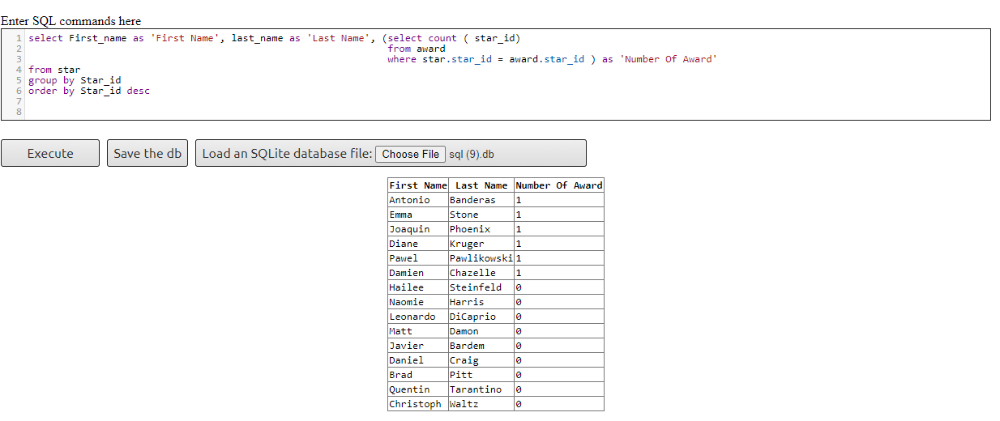 Enter SQL commands here
1 select First_name as 'First Name', last_name as 'Last Name', (select count ( star_id)
2 from award
3 where star.star_id = award.star_id ) as 'Number Of Award'
4 from star
5 group by Star_id
6 order by Star_id desc
7
8
Execute Save the db Load an SQLite database file: Choose File sql (9).db
First Name Last Name Number Of Award
Antonio Banderas 1
Emma Stone 1
Joaquin Phoenix 1
Diane Kruger 1
Pawel Pawlikowski 1
Damien Chazelle 1
Hailee Steinfeld 0
Naomie Harris 0
Leonardo DiCaprio 0
Matt Damon 0
Javier Bardem 0
Daniel Craig 0
Brad Pitt 0
Quentin Tarantino 0
Christoph Waltz 0